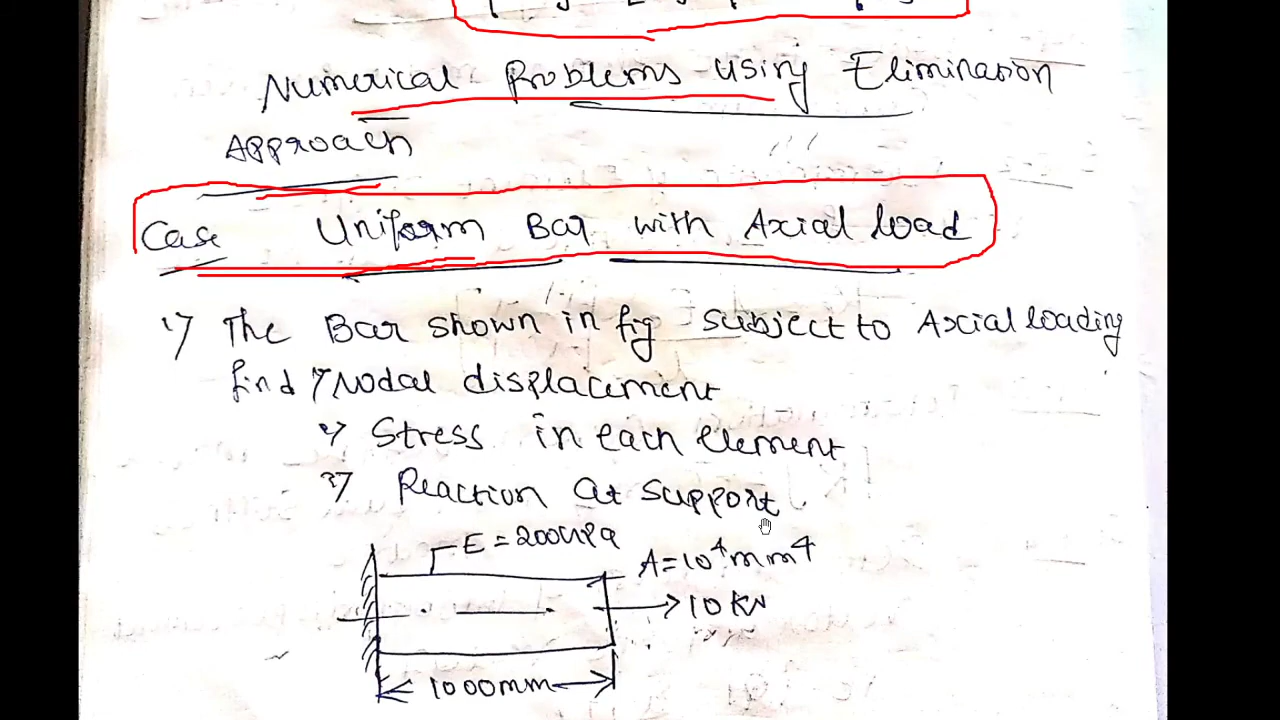 Numerical Problems using Elimination
Approach
Case Uniform Bar with Axial load
1) The Bar shown in fig subject to Axial loading
find 1) Nodal displacement
2) Stress in each element
3) Reaction at support
E = 200GPa
A = 10⁴ mm⁴
10 KN
1000mm